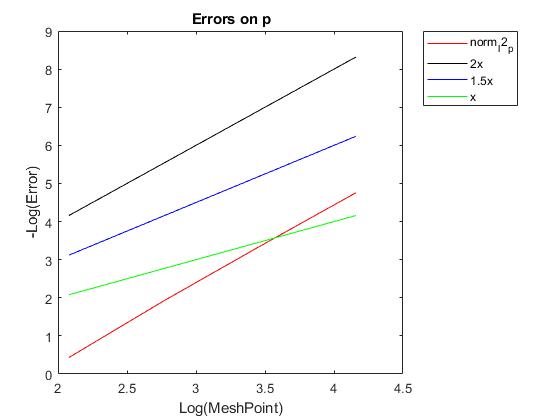 Errors on p
9
8
7
6
5
4
3
2
1
0
2
2.5
3
3.5
4
4.5
-Log(Error)
Log(MeshPoint)
norm_l2_p
2x
1.5x
x